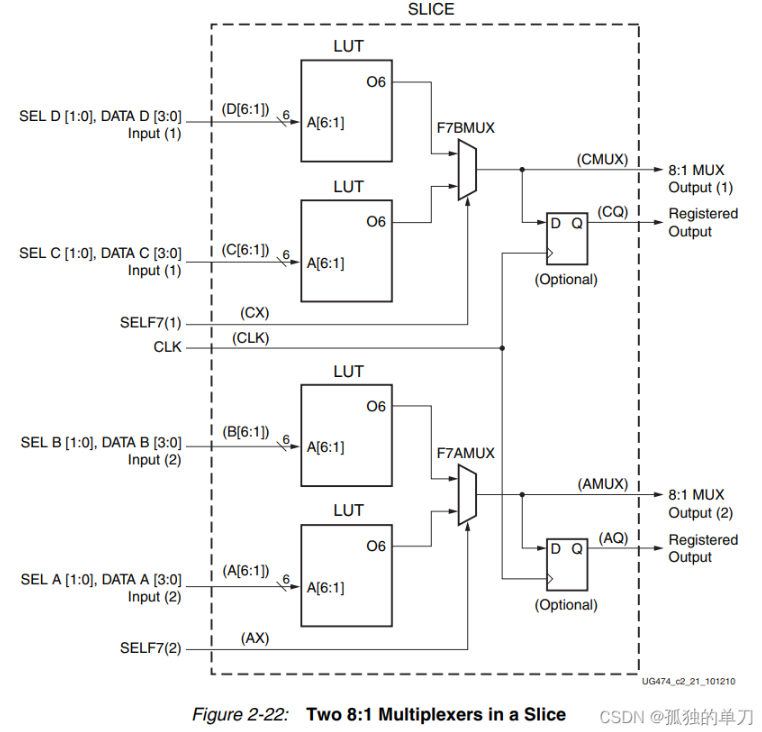 SLICE
LUT
O6
SEL D [1:0], DATA D [3:0]
Input (1)
(D[6:1])
6
A[6:1]
F7BMUX
LUT
(CMUX)
8:1 MUX
Output (1)
O6
D Q
(CQ)
Registered
Output
SEL C [1:0], DATA C [3:0]
Input (1)
(C[6:1])
6
A[6:1]
(Optional)
SELF7(1)
(CX)
CLK
(CLK)
LUT
O6
SEL B [1:0], DATA B [3:0]
Input (2)
(B[6:1])
6
A[6:1]
F7AMUX
(AMUX)
8:1 MUX
Output (2)
LUT
O6
D Q
(AQ)
Registered
Output
SEL A [1:0], DATA A [3:0]
Input (2)
(A[6:1])
6
A[6:1]
(Optional)
SELF7(2)
(AX)
UG474_c2_21_101210
Figure 2-22: Two 8:1 Multiplexers in a Slice
CSDN @孤独的单刀